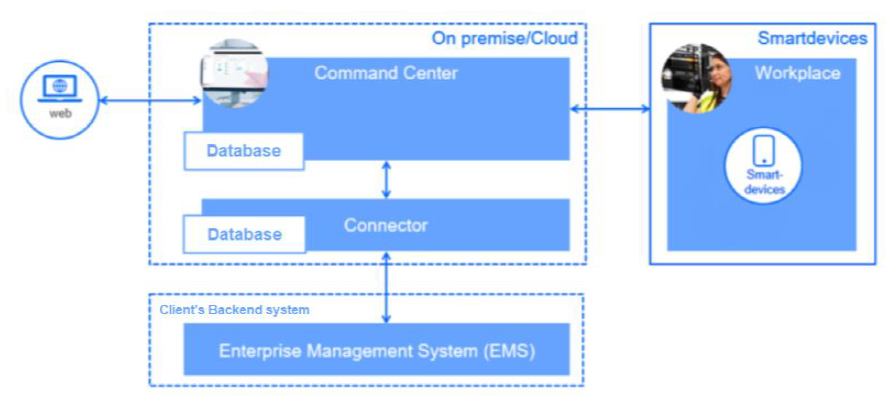 On premise/Cloud
Command Center
web
Database
Connector
Database
Client's Backend system
Enterprise Management System (EMS)
Smartdevices
Workplace
Smart-
devices